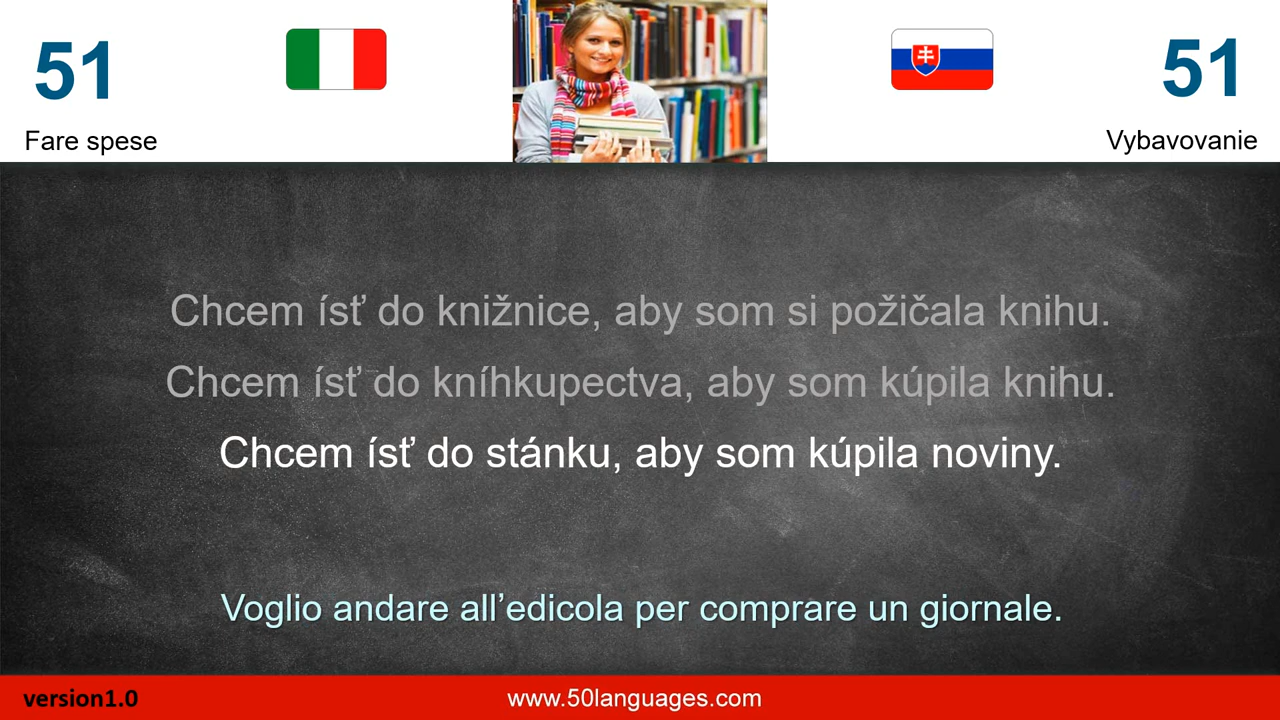 51
51
Fare spese
Vybavovanie
Chcem ísť do knižnice, aby som si požičala knihu.
Chcem ísť do kníhkupectva, aby som kúpila knihu.
Chcem ísť do stánku, aby som kúpila noviny.
Voglio andare all’edicola per comprare un giornale.
version1.0
www.50languages.com